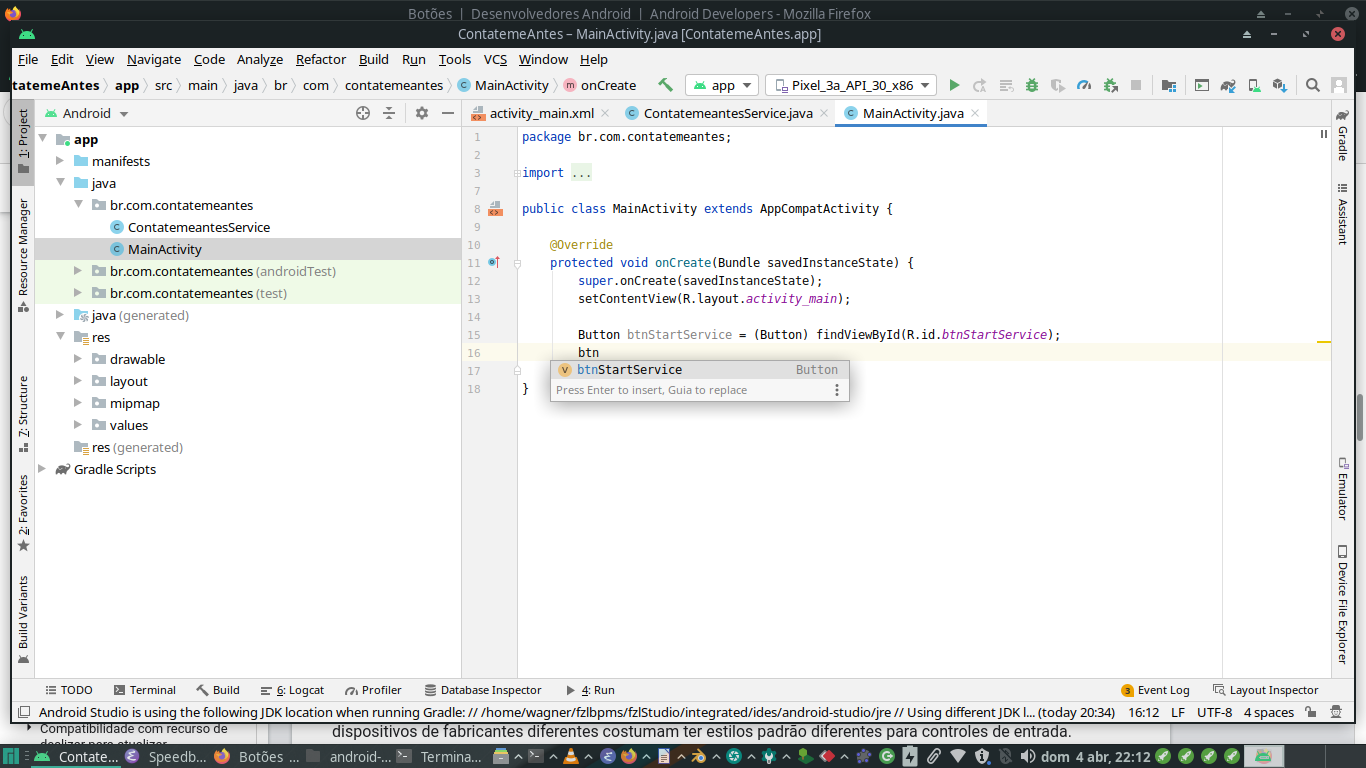 Botões | Desenvolvedores Android | Android Developers - Mozilla Firefox
ContatemeAntes – MainActivity.java [ContatemeAntes.app]
File Edit View Navigate Code Analyze Refactor Build Run Tools VCS Window Help
tatemeAntes app src main java br com contatemeantes MainActivity onCreate app Pixel_3a_API_30_x86
Android
activity_main.xml ContatemeantesService.java MainActivity.java
app
manifests
java
br.com.contatemeantes
ContatemeantesService
MainActivity
br.com.contatemeantes (androidTest)
br.com.contatemeantes (test)
java (generated)
res
drawable
layout
mipmap
values
res (generated)
Gradle Scripts
1: Project
Resource Manager
7: Structure
2: Favorites
Build Variants
1 package br.com.contatemeantes;
2
3 import ...
7
8 public class MainActivity extends AppCompatActivity {
9
10 @Override
11 protected void onCreate(Bundle savedInstanceState) {
12 super.onCreate(savedInstanceState);
13 setContentView(R.layout.activity_main);
14
15 Button btnStartService = (Button) findViewById(R.id.btnStartService);
16 btn
17
18 }
btnStartService Button
Press Enter to insert, Guia to replace
Gradle
Assistant
Emulator
Device File Explorer
TODO Terminal Build 6: Logcat Profiler Database Inspector 4: Run 3 Event Log Layout Inspector
Android Studio is using the following JDK location when running Gradle: // /home/wagner/fzlbpms/fzlStudio/integrated/ides/android-studio/jre // Using different JDK l... (today 20:34) 16:12 LF UTF-8 4 spaces
Compatibilidade com recurso de
dispositivos de fabricantes diferentes costumam ter estilos padrão diferentes para controles de entrada.
Contate... Speedb... Botões ... android-... Termina... dom 4 abr, 22:12